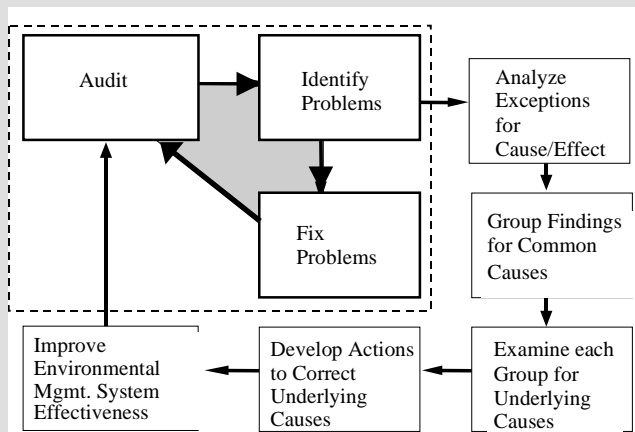 Audit
Identify
Problems
Analyze
Exceptions
for
Cause/Effect
Fix
Problems
Group Findings
for Common
Causes
Examine each
Group for
Underlying
Causes
Develop Actions
to Correct
Underlying
Causes
Improve
Environmental
Mgmt. System
Effectiveness